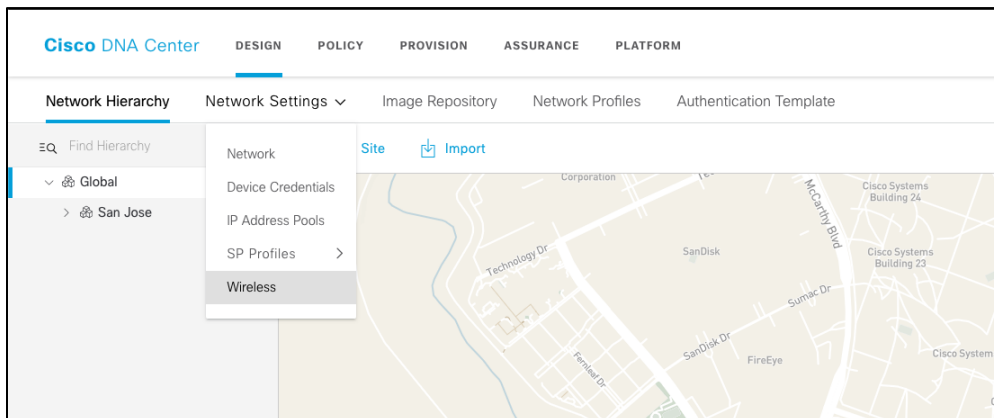 Cisco DNA Center DESIGN POLICY PROVISION ASSURANCE PLATFORM
Network Hierarchy Network Settings Image Repository Network Profiles Authentication Template
Find Hierarchy
Site Import
Global
San Jose
Network
Device Credentials
IP Address Pools
SP Profiles
Wireless
Corporation
McCarthy Blvd
Cisco Systems
Building 24
Technology Dr
SanDisk
Cisco Systems
Building 23
Sumac Dr
SanDisk Dr
FireEye
Fernleaf Dr
Cisco System